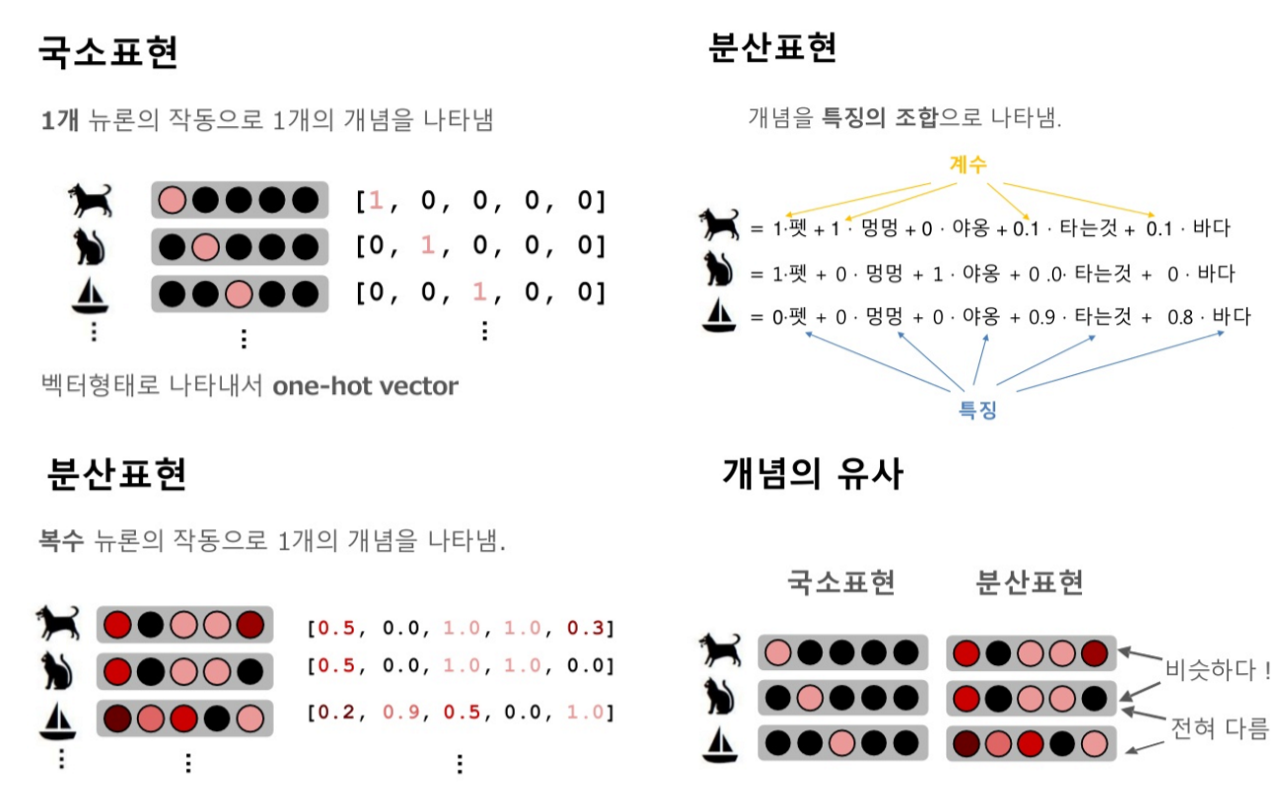 국소표현
1개 뉴론의 작동으로 1개의 개념을 나타냄
[1, 0, 0, 0, 0]
[0, 1, 0, 0, 0]
[0, 0, 1, 0, 0]
벡터형태로 나타내서 one-hot vector
분산표현
개념을 특징의 조합으로 나타냄.
계수
= 1·펫 + 1 · 멍멍 +0 · 야옹 +0.1 · 타는것 + 0.1 · 바다
= 1·펫 + 0 · 멍멍 + 1 · 야옹 + 0 .0· 타는것 + 0 · 바다
= 0·펫 + 0 · 멍멍 + 0 · 야옹 + 0.9 · 타는것 + 0.8 · 바다
특징
분산표현
복수 뉴론의 작동으로 1개의 개념을 나타냄.
[0.5, 0.0, 1.0, 1.0, 0.3]
[0.5, 0.0, 1.0, 1.0, 0.0]
[0.2, 0.9, 0.5, 0.0, 1.0]
개념의 유사
국소표현 분산표현
비슷하다 !
전혀 다름